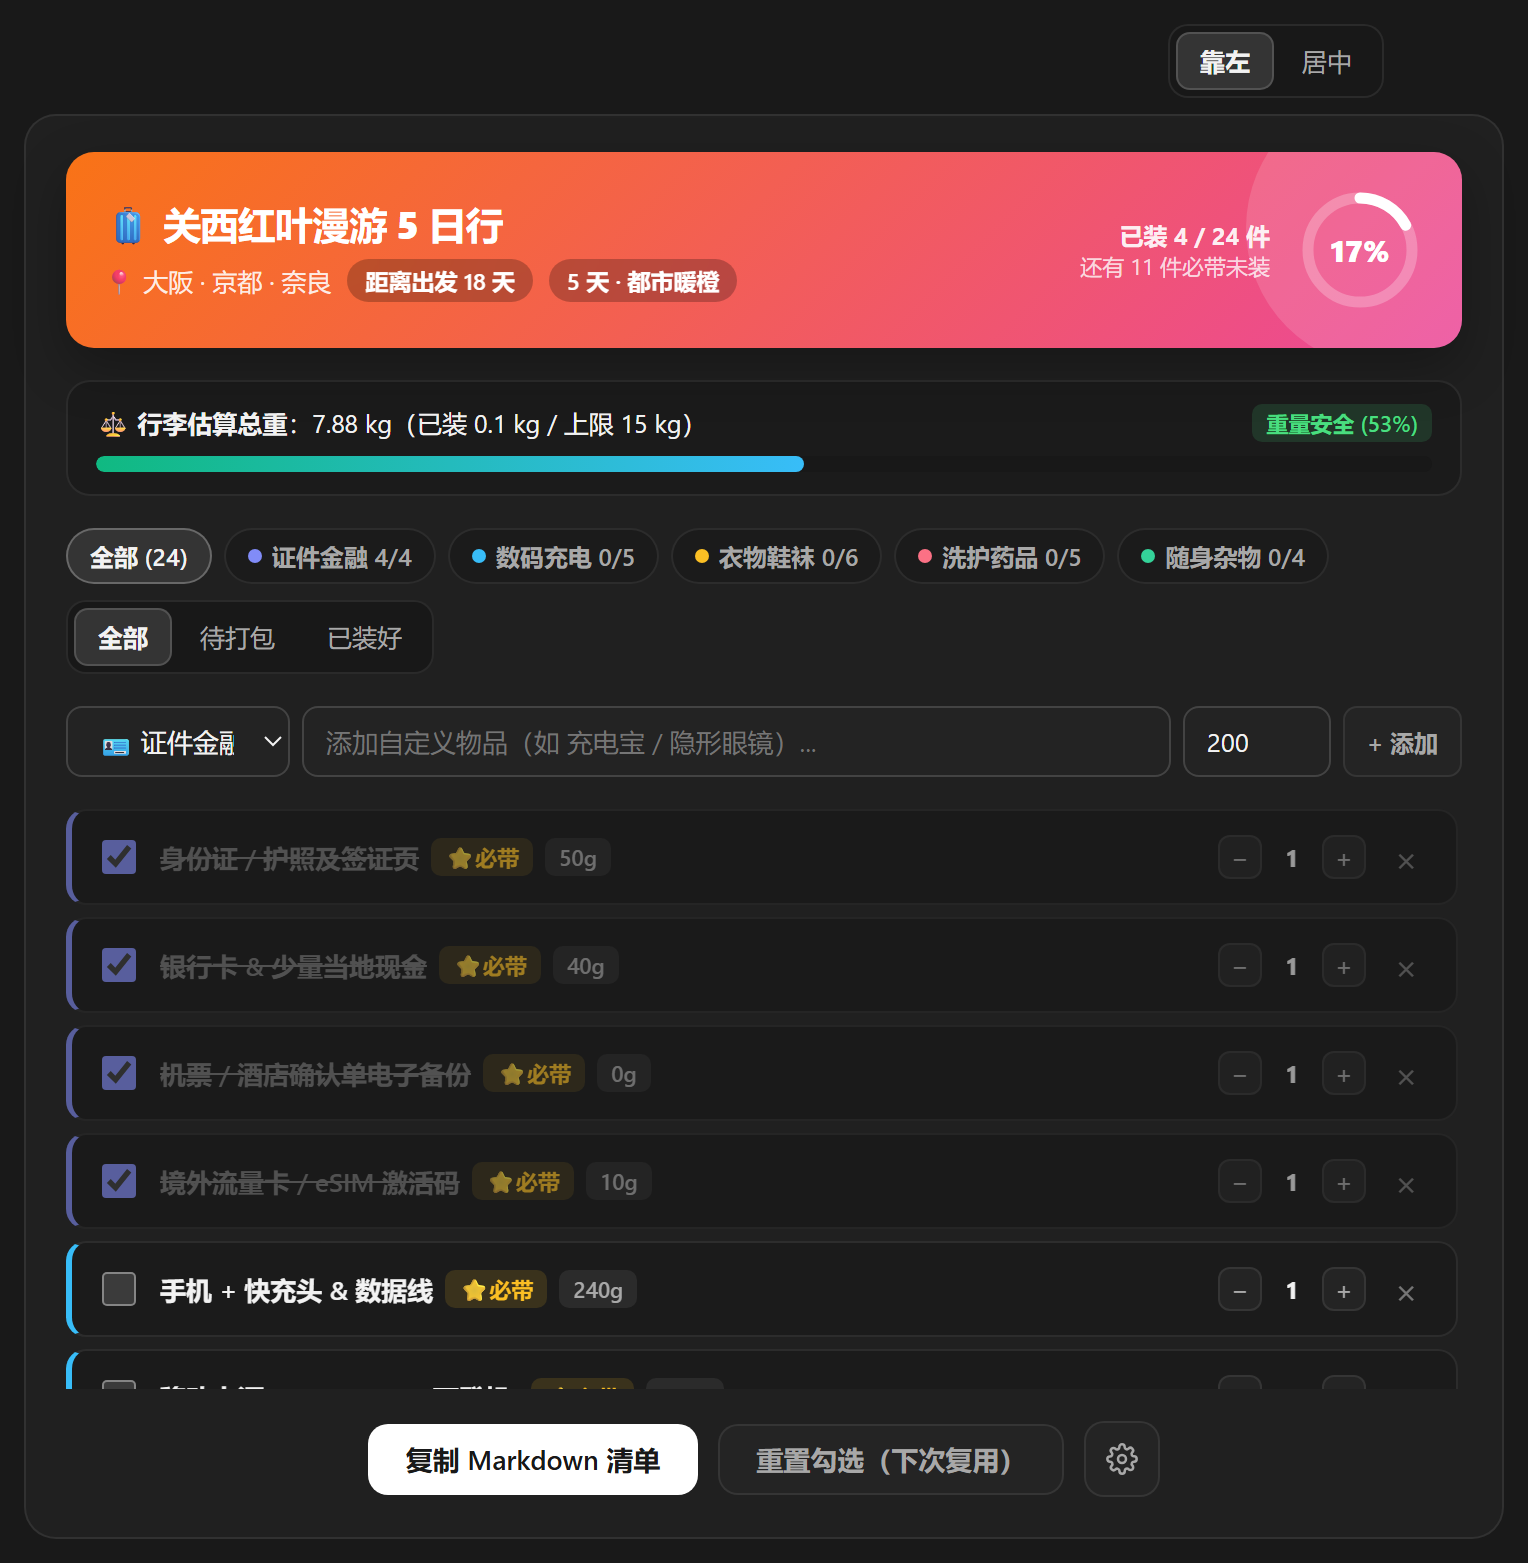 靠左 居中
关西红叶漫游 5 日行
大阪 · 京都 · 奈良 距离出发 18 天 5 天 · 都市暖橙
已装 4 / 24 件
还有 11 件必带未装
17%
行李估算总重：7.88 kg（已装 0.1 kg / 上限 15 kg） 重量安全 (53%)
全部 (24) 证件金融 4/4 数码充电 0/5 衣物鞋袜 0/6 洗护药品 0/5 随身杂物 0/4
全部 待打包 已装好
证件金融 添加自定义物品（如 充电宝 / 隐形眼镜）... 200 + 添加
身份证 / 护照及签证页 必带 50g − 1 + ×
银行卡 & 少量当地现金 必带 40g − 1 + ×
机票 / 酒店确认单电子备份 必带 0g − 1 + ×
境外流量卡 / eSIM 激活码 必带 10g − 1 + ×
手机 + 快充头 & 数据线 必带 240g − 1 + ×
复制 Markdown 清单 重置勾选（下次复用）